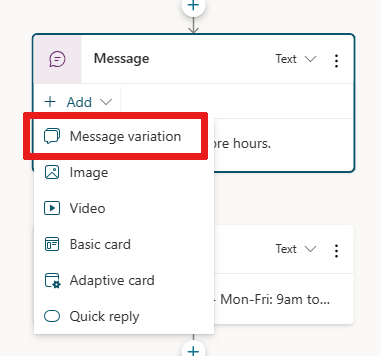 Message
Text
+ Add
Message variation
ore hours.
Image
Video
Basic card
Text
Adaptive card
- Mon-Fri: 9am to...
Quick reply